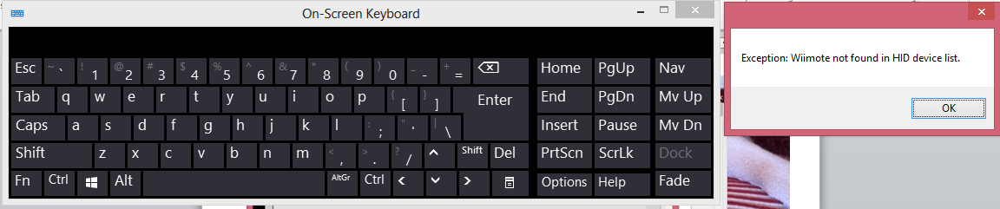 On-Screen Keyboard
Esc ~ ` ! 1 @ 2 # 3 $ 4 % 5 ^ 6 & 7 * 8 ( 9 ) 0 _ - + = Home PgUp Nav
Tab q w e r t y u i o p { [ } ] Enter End PgDn Mv Up
Caps a s d f g h j k l : ; " ' | \ Insert Pause Mv Dn
Shift z x c v b n m < , > . ? / Shift Del PrtScn ScrLk Dock
Fn Ctrl Alt AltGr Ctrl Options Help Fade
Exception: Wiimote not found in HID device list.
OK